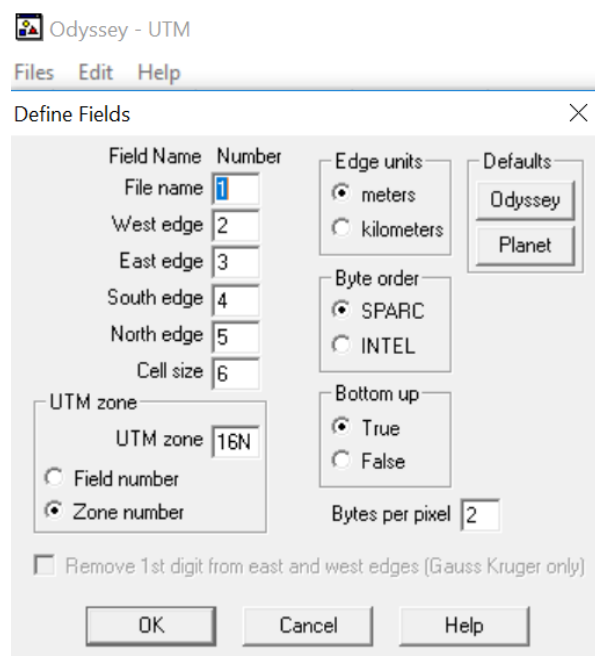 Odyssey - UTM
Files Edit Help
Define Fields
Field Name Number
File name 1
West edge 2
East edge 3
South edge 4
North edge 5
Cell size 6
UTM zone
UTM zone 16N
Field number
Zone number
Edge units
meters
kilometers
Byte order
SPARC
INTEL
Bottom up
True
False
Bytes per pixel 2
Defaults
Odyssey
Planet
Remove 1st digit from east and west edges (Gauss Kruger only)
OK Cancel Help